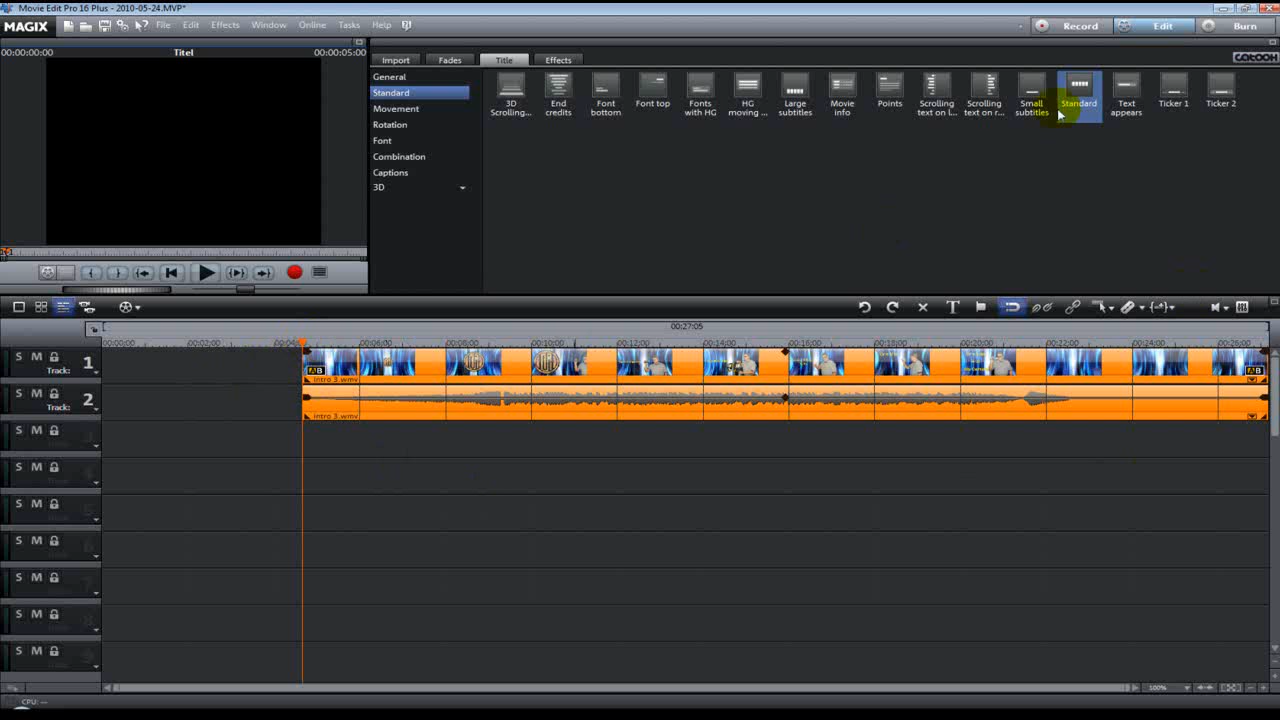 Movie Edit Pro 16 Plus - 2010-05-24.MVP*
MAGIX File Edit Effects Window Online Tasks Help Record Edit Burn
00:00:00:00 Titel 00:00:05:00
Import Fades Title Effects
General
Standard
Movement
Rotation
Font
Combination
Captions
3D
3D Scrolling...
End credits
Font bottom
Font top
Fonts with HG
HG moving ...
Large subtitles
Movie info
Points
Scrolling text on l...
Scrolling text on r...
Small subtitles
Standard
Text appears
Ticker 1
Ticker 2
00:27:05
00:00:00 00:02:00 00:06:00 00:08:00 00:10:00 00:12:00 00:14:00 00:16:00 00:18:00 00:20:00 00:22:00 00:24:00 00:26:00
S M Track: 1
AB AB
Intro 3.wmv
S M Track: 2
Intro 3.wmv
S M
S M
S M
S M
S M
S M
S M
100%
CPU: --